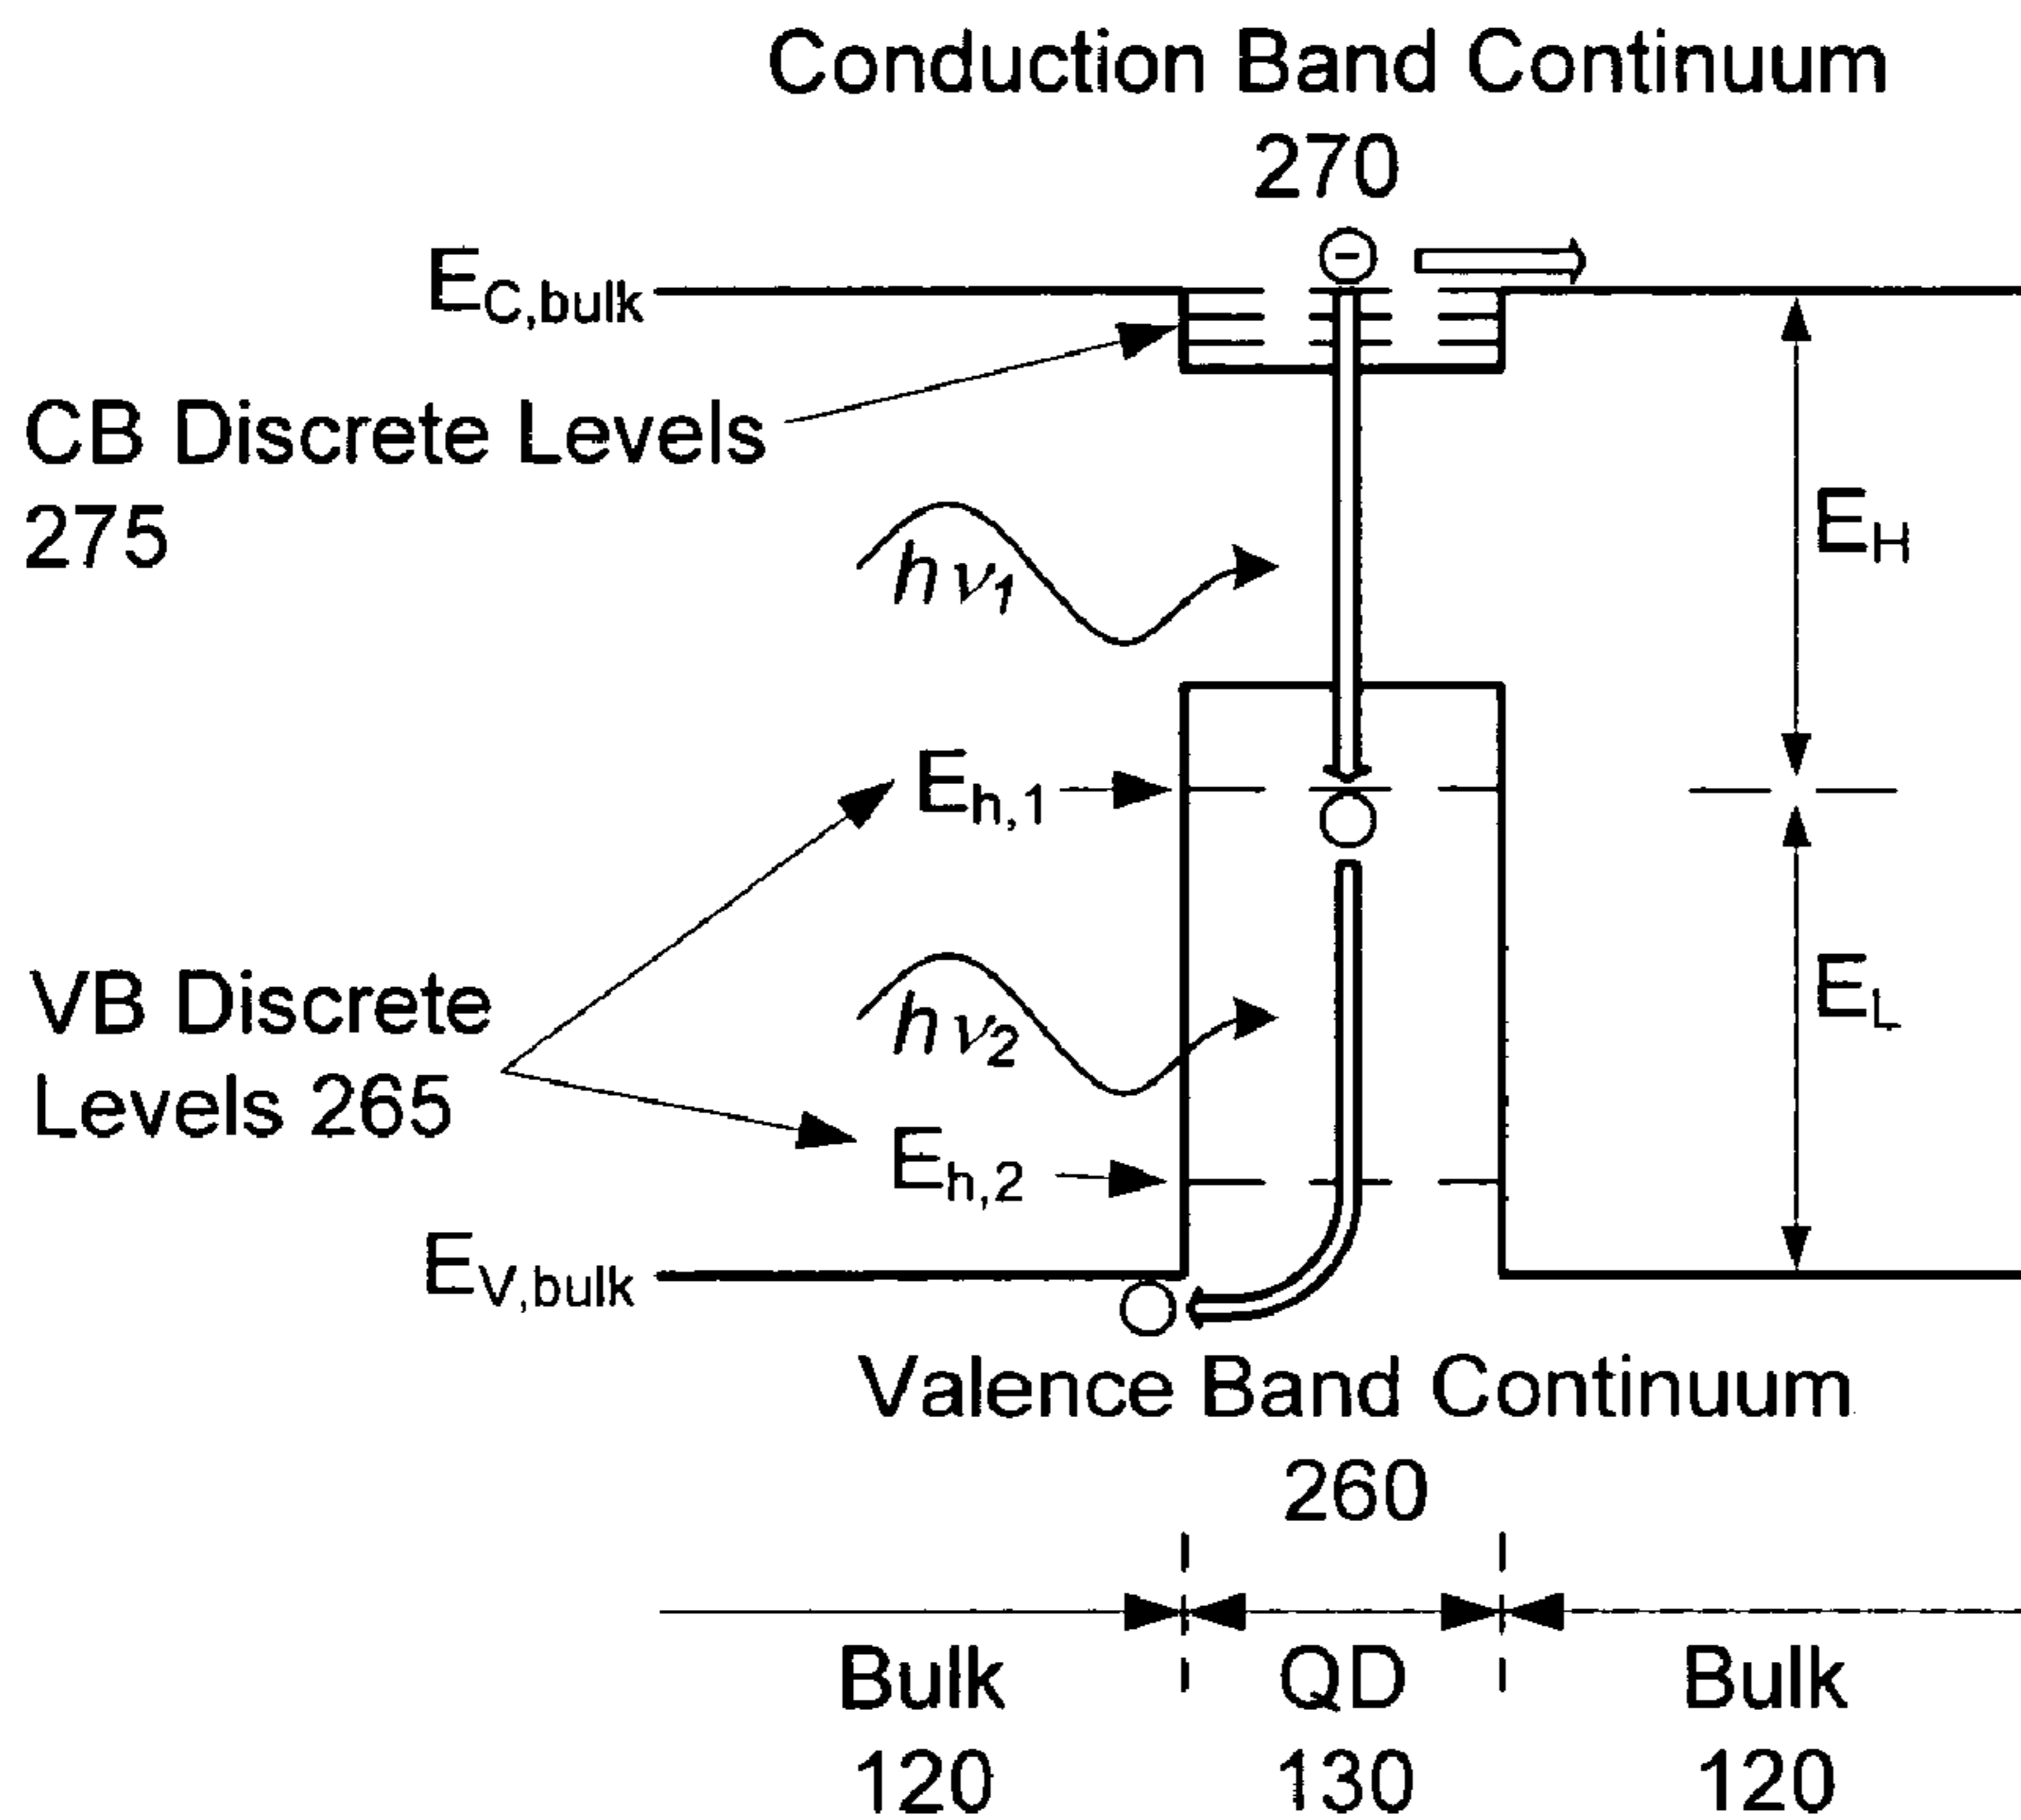 Conduction Band Continuum
270
E_C,bulk
CB Discrete Levels
275
hν1
E_H
E_h,1
VB Discrete
Levels 265
hν2
E_L
E_h,2
E_V,bulk
Valence Band Continuum
260
Bulk QD Bulk
120 130 120